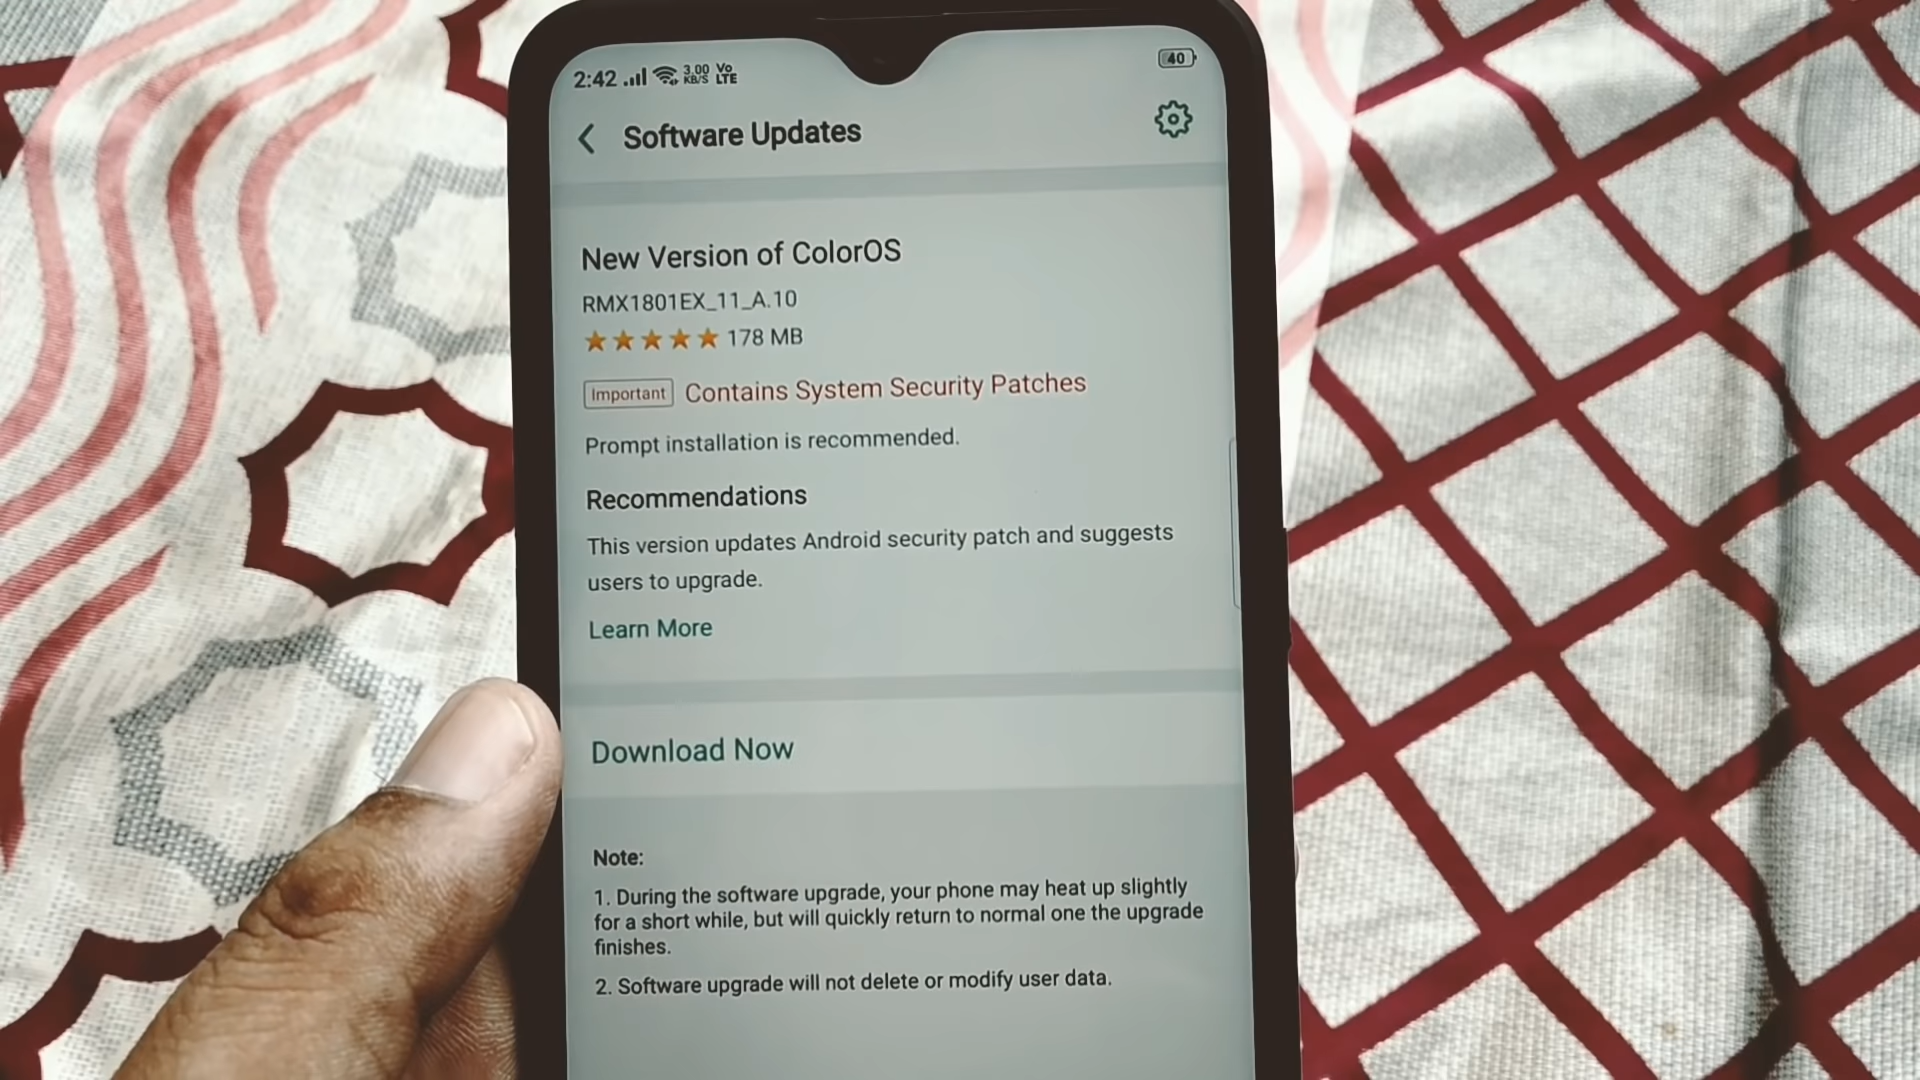 2:42 3.00 KB/S Vo LTE 40
Software Updates
New Version of ColorOS
RMX1801EX_11_A.10
178 MB
Important Contains System Security Patches
Prompt installation is recommended.
Recommendations
This version updates Android security patch and suggests
users to upgrade.
Learn More
Download Now
Note:
1. During the software upgrade, your phone may heat up slightly
for a short while, but will quickly return to normal one the upgrade
finishes.
2. Software upgrade will not delete or modify user data.